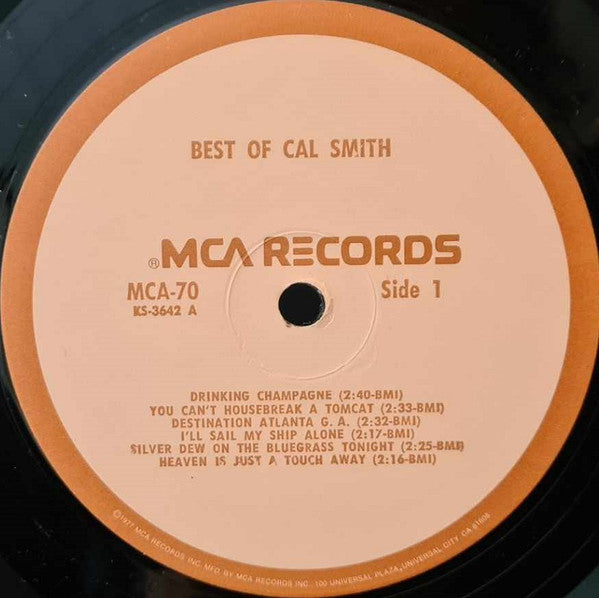 BEST OF CAL SMITH
®MCA RECORDS
MCA-70 Side 1
KS-3642 A
DRINKING CHAMPAGNE (2:40-BMI)
YOU CAN'T HOUSEBREAK A TOMCAT (2:33-BMI)
DESTINATION ATLANTA G. A. (2:32-BMI)
I'LL SAIL MY SHIP ALONE (2:17-BMI)
SILVER DEW ON THE BLUEGRASS TONIGHT (2:25-BMI)
HEAVEN IS JUST A TOUCH AWAY (2:16-BMI)
©1977 MCA RECORDS INC. MFD. BY MCA RECORDS INC., 100 UNIVERSAL PLAZA, UNIVERSAL CITY, CA 91608